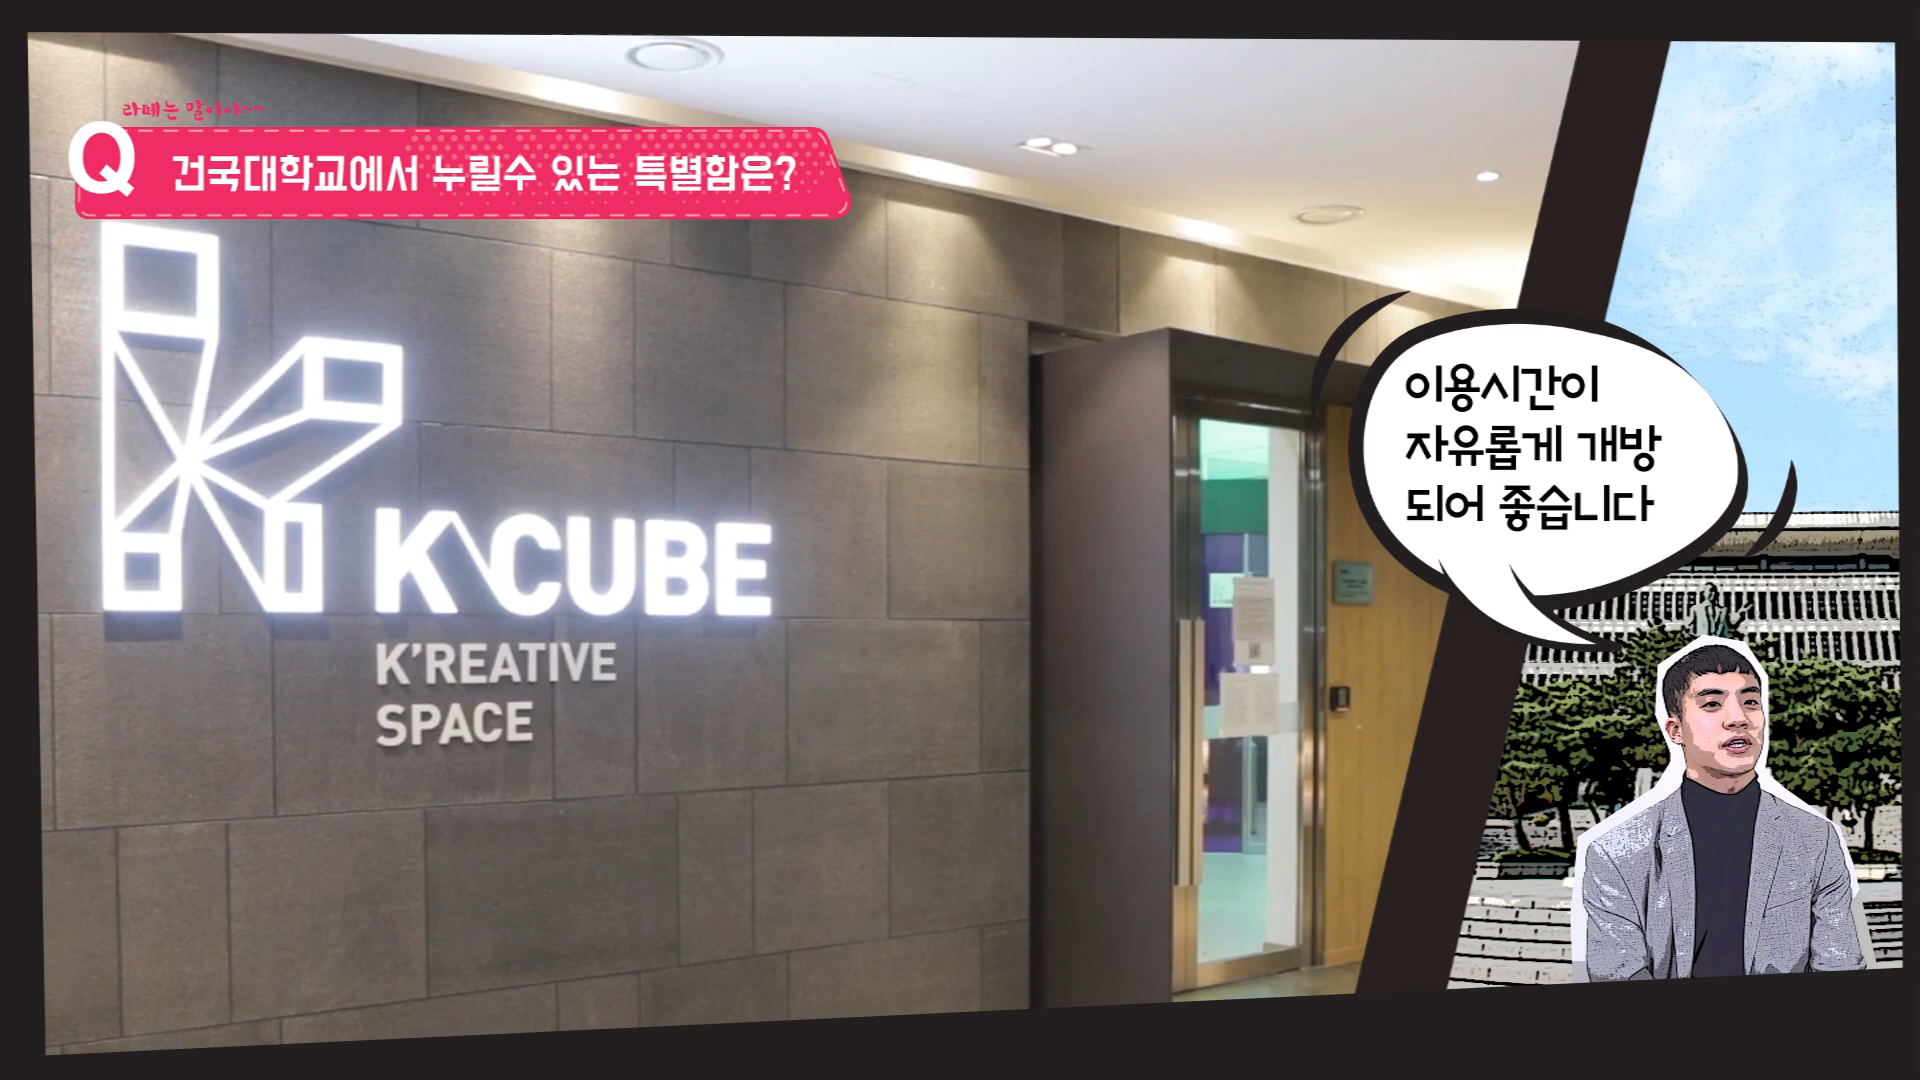 라떼는 말이야~~
Q 건국대학교에서 누릴수 있는 특별함은?
이용시간이
자유롭게 개방
되어 좋습니다
K CUBE
K'REATIVE
SPACE